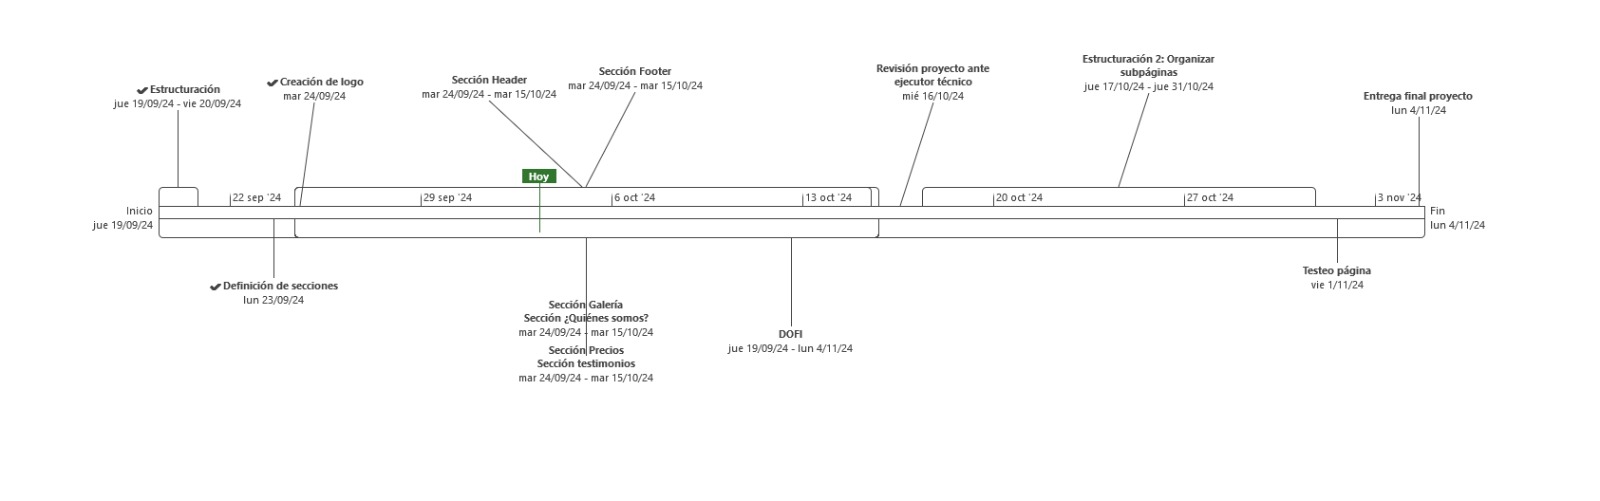 Estructuración 2: Organizar
subpáginas
jue 17/10/24 - jue 31/10/24
Revisión proyecto ante
ejecutor técnico
mié 16/10/24
Sección Footer
mar 24/09/24 - mar 15/10/24
Sección Header
mar 24/09/24 - mar 15/10/24
✔ Creación de logo
mar 24/09/24
✔ Estructuración
jue 19/09/24 - vie 20/09/24
Entrega final proyecto
lun 4/11/24
Hoy
22 sep '24
29 sep '24
6 oct '24
13 oct '24
20 oct '24
27 oct '24
3 nov '24
Inicio
jue 19/09/24
Fin
lun 4/11/24
✔ Definición de secciones
lun 23/09/24
Testeo página
vie 1/11/24
Sección Galería
Sección ¿Quiénes somos?
mar 24/09/24 - mar 15/10/24
Sección Precios
Sección testimonios
mar 24/09/24 - mar 15/10/24
DOFI
jue 19/09/24 - lun 4/11/24